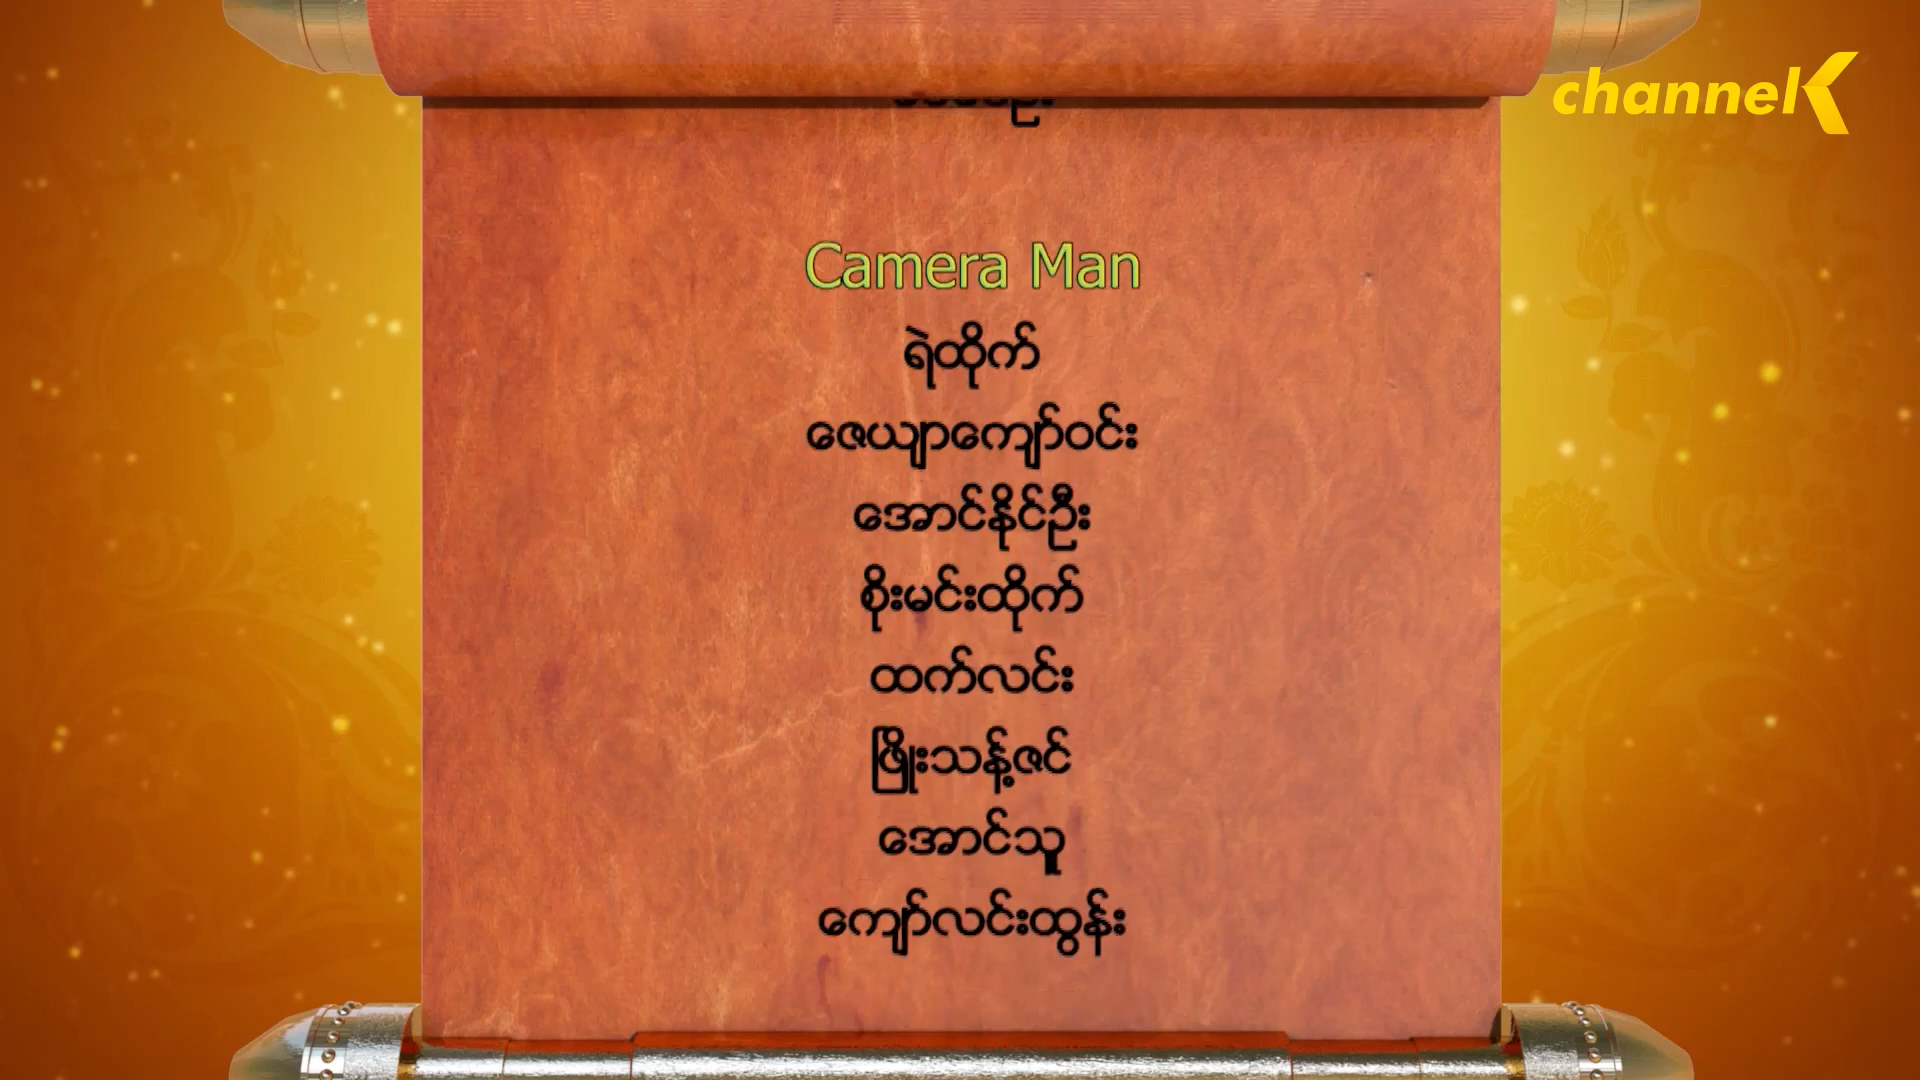 channelK
Camera Man
ရဲထိုက်
ဇေယျာကျော်ဝင်း
အောင်နိုင်ဦး
စိုးမင်းထိုက်
ထက်လင်း
ဖြိုးသန့်ဇင်
အောင်သူ
ကျော်လင်းထွန်း